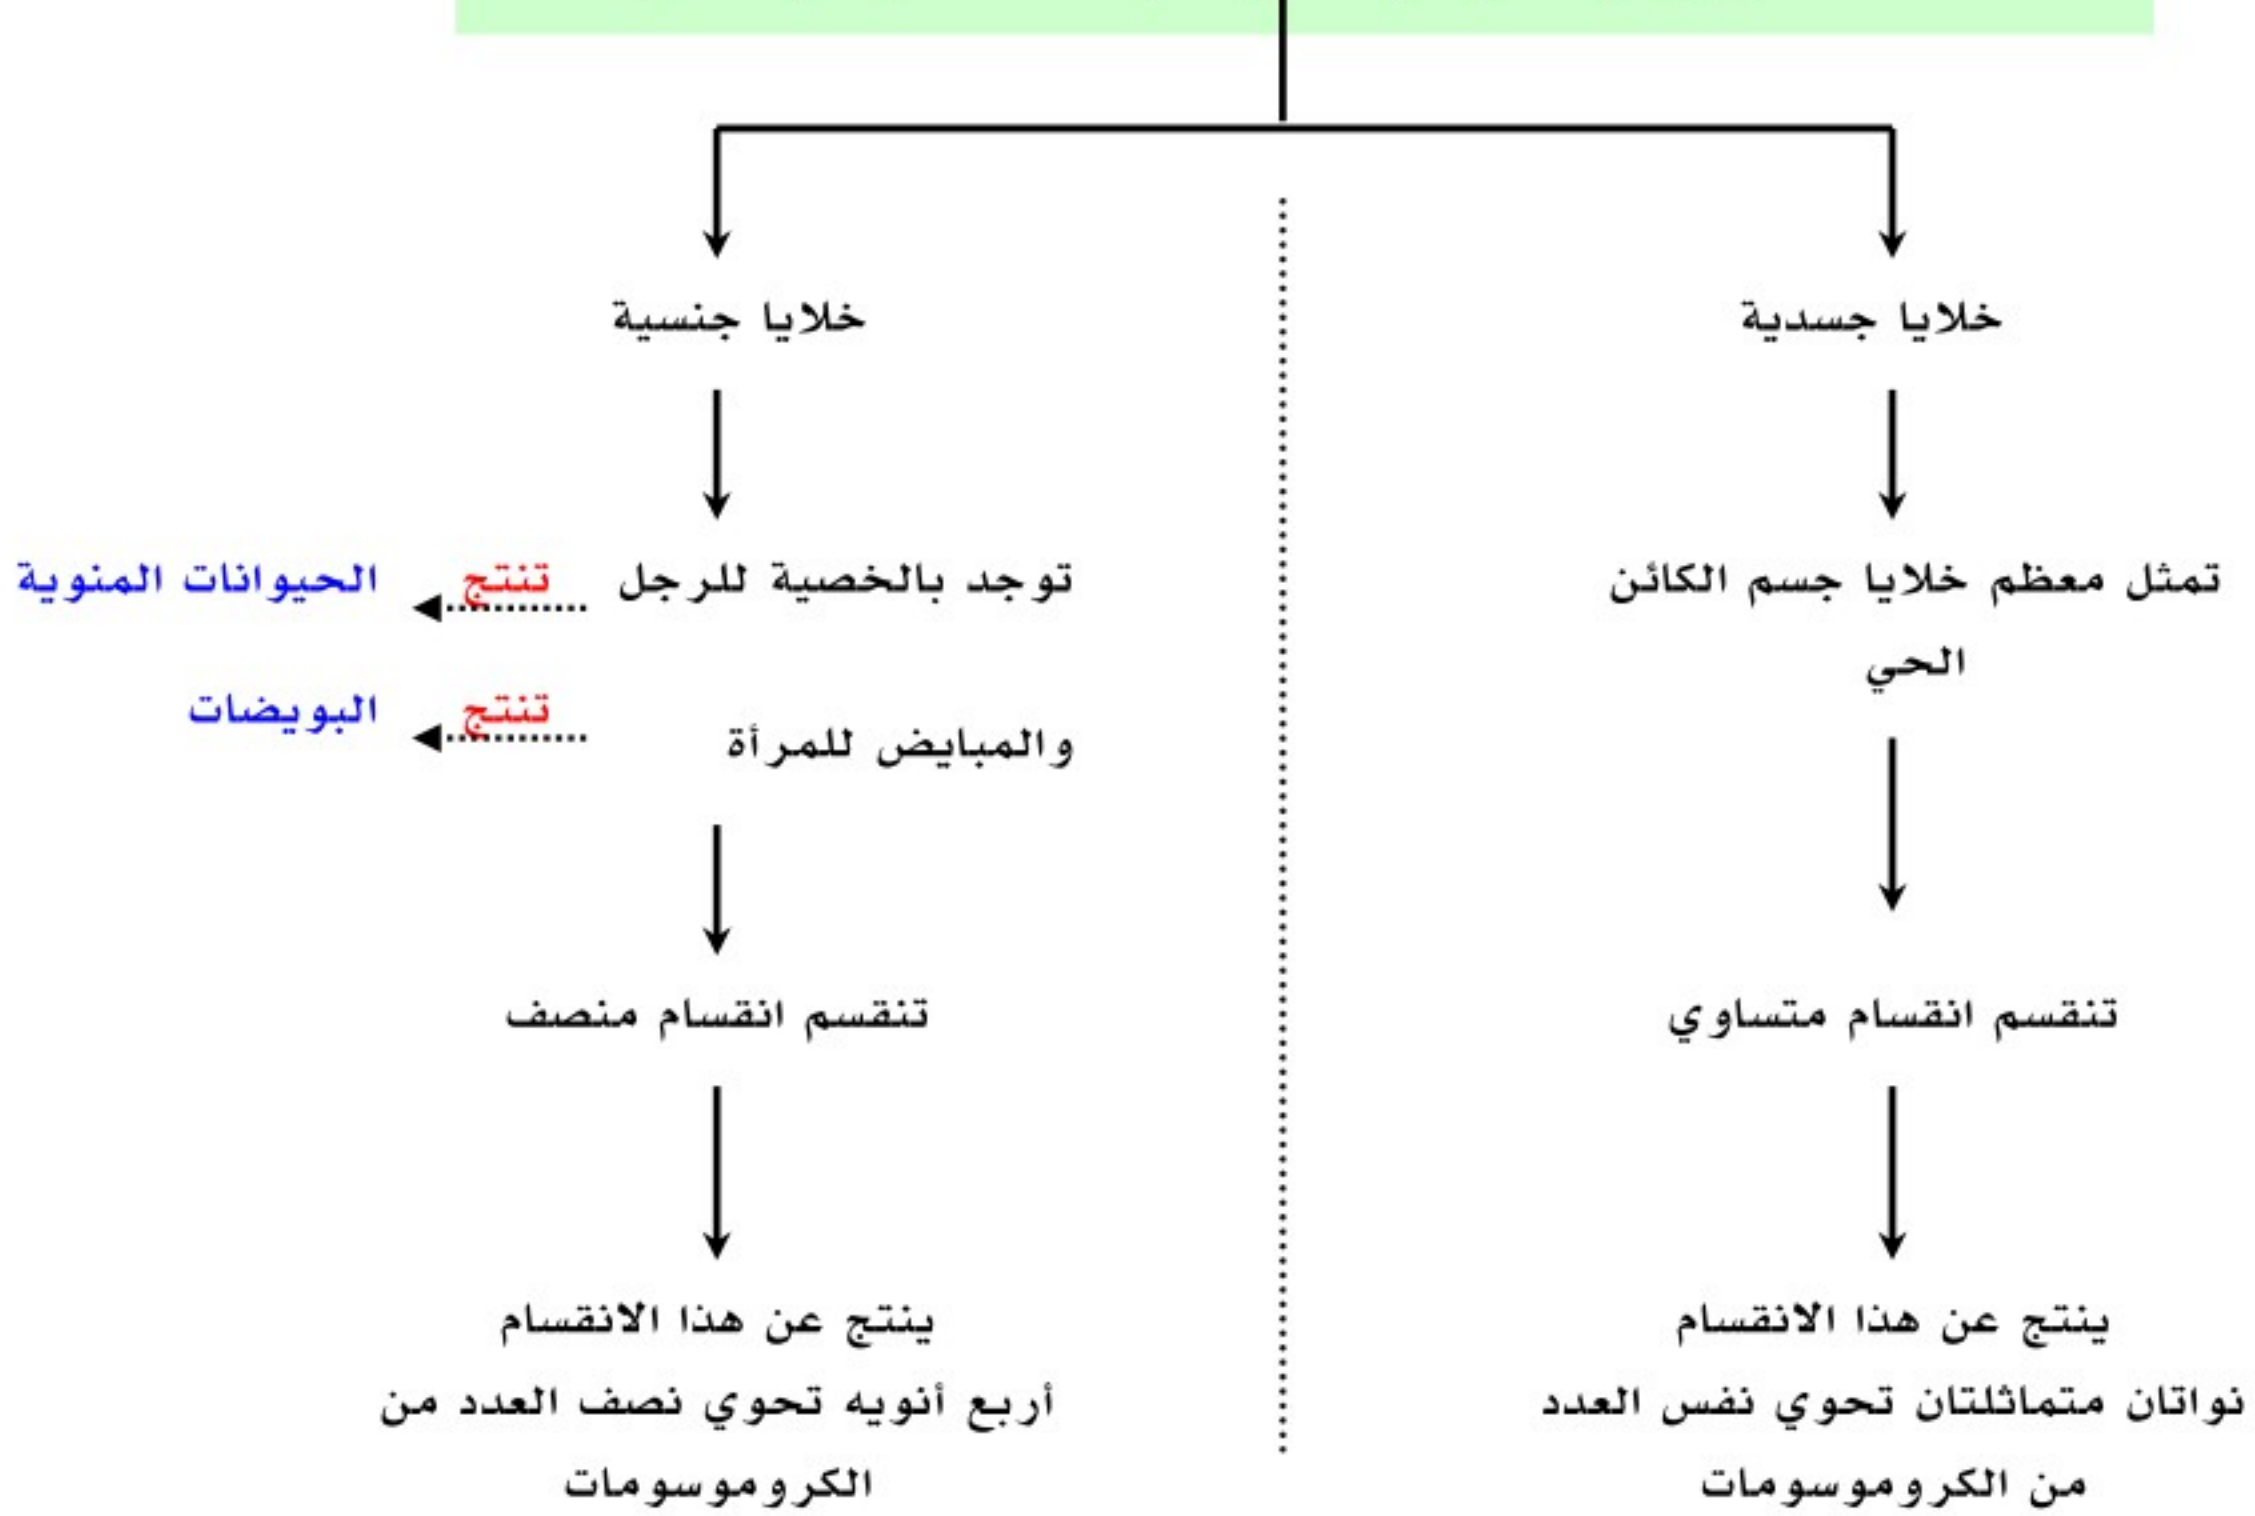 خلايا جسدية
تمثل معظم خلايا جسم الكائن
الحي
تنقسم انقسام متساوي
ينتج عن هذا الانقسام
نواتان متماثلتان تحوي نفس العدد
من الكروموسومات
خلايا جنسية
توجد بالخصية للرجل تنتج الحيوانات المنوية
والمبايض للمرأة تنتج البويضات
تنقسم انقسام منصف
ينتج عن هذا الانقسام
أربع أنويه تحوي نصف العدد من
الكروموسومات